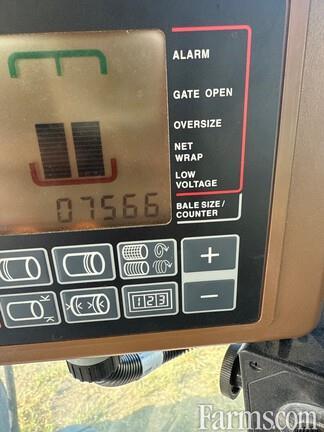 ALARM
GATE OPEN
OVERSIZE
NET
WRAP
LOW
VOLTAGE
07566
BALE SIZE /
COUNTER
+
K
K
123
−
Farms.com